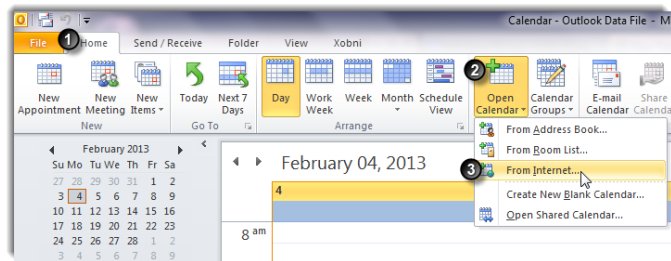 Calendar - Outlook Data File - M
File 1 Home Send / Receive Folder View Xobni
New Appointment
New Meeting
New Items
New
Today
Next 7 Days
Go To
Day
Work Week
Week
Month
Schedule View
Arrange
2
Open Calendar
Calendar Groups
E-mail Calendar
Share Calenda
From Address Book...
From Room List...
3 From Internet...
Create New Blank Calendar...
Open Shared Calendar...
February 2013
Su Mo Tu We Th Fr Sa
27 28 29 30 31 1 2
3 4 5 6 7 8 9
10 11 12 13 14 15 16
17 18 19 20 21 22 23
24 25 26 27 28 1 2
3 4 5 6 7 8 9
February 04, 2013
4
8 am